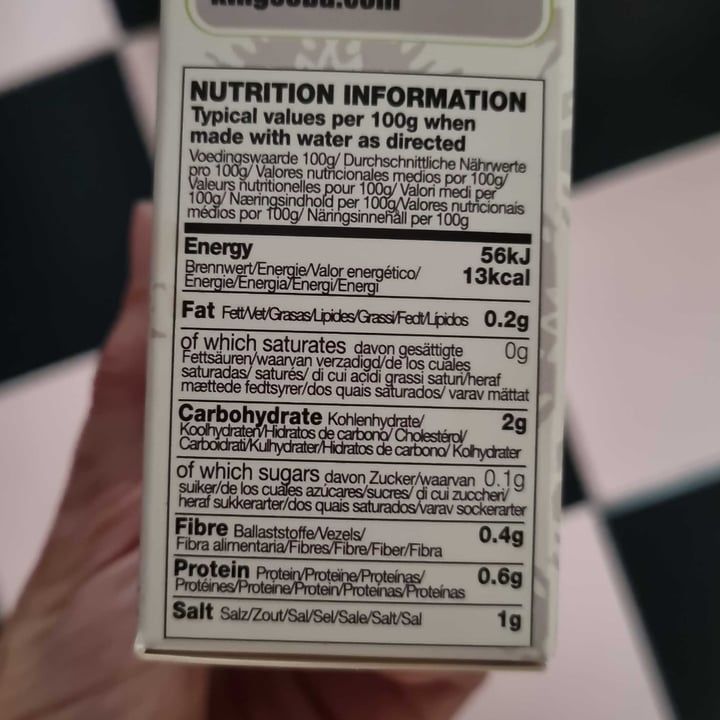 NUTRITION INFORMATION
Typical values per 100g when
made with water as directed
Voedingswaarde 100g/ Durchschnittliche Nährwerte
pro 100g/ Valores nutricionales medios por 100g/
Valeurs nutritionelles pour 100g/ Valori medi per
100g/ Næringsindhold per 100g/Valores nutricionais
médios por 100g/ Näringsinnehåll per 100g
Energy 56kJ
Brennwert/Energie/Valor energético/ 13kcal
Energie/Energia/Energi/Energi
Fat Fett/Vet/Grasas/Lipides/Grassi/Fedt/Lípidos 0.2g
of which saturates davon gesättigte 0g
Fettsäuren/waarvan verzadigd/de los cuales
saturadas/ saturés/ di cui acidi grassi saturi/heraf
mættede fedtsyrer/dos quais saturados/ varav mättat
Carbohydrate Kohlenhydrate/ 2g
Koolhydraten/Hidratos de carbono/ Cholestérol/
Carboidrati/Kulhydrater/Hidratos de carbono/ Kolhydrater
of which sugars davon Zucker/waarvan 0.1g
suiker/de los cuales azúcares/sucres/ di cui zuccheri/
heraf sukkerarter/dos quais saturados/varav sockerarter
Fibre Ballaststoffe/Vezels/ 0.4g
Fibra alimentaria/Fibres/Fibre/Fiber/Fibra
Protein Protein/Proteïne/Proteínas/ 0.6g
Protéines/Proteine/Protein/Proteínas/Proteínas
Salt Salz/Zout/Sal/Sel/Sale/Salt/Sal 1g